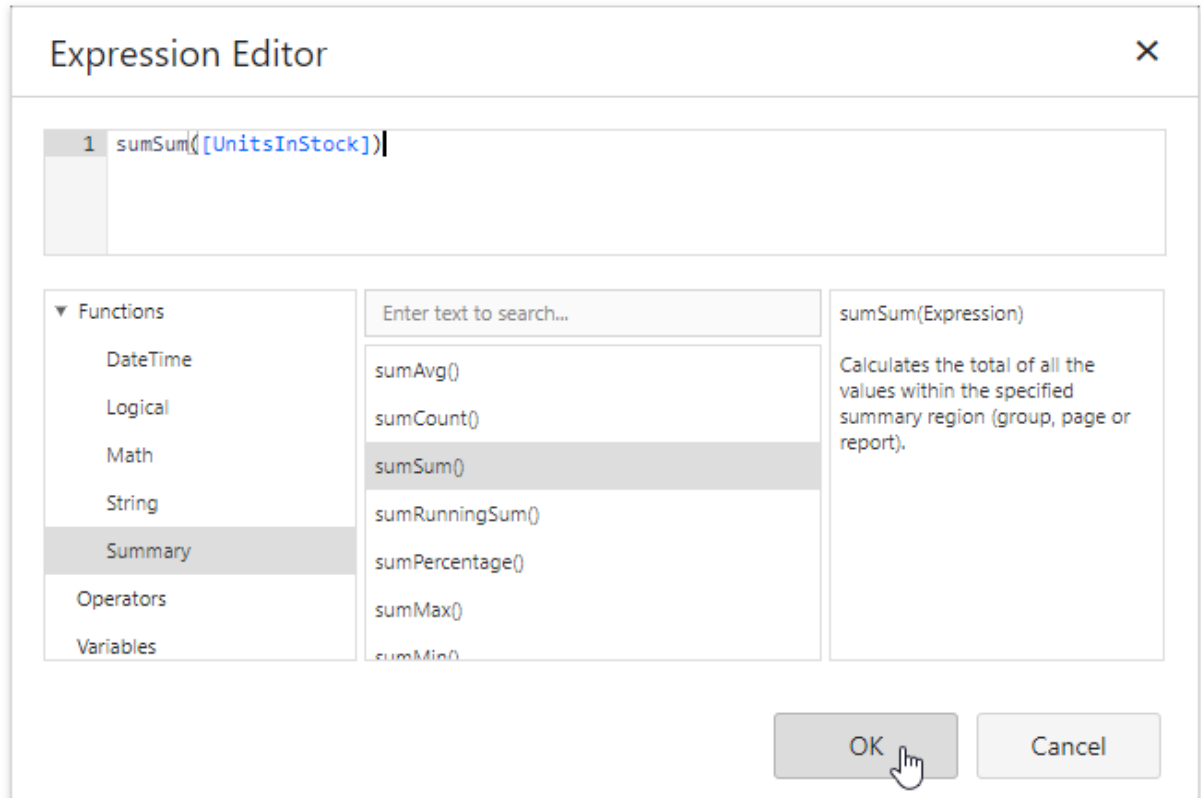 Expression Editor
1 sumSum([UnitsInStock])
Functions
DateTime
Logical
Math
String
Summary
Operators
Variables
Enter text to search...
sumAvg()
sumCount()
sumSum()
sumRunningSum()
sumPercentage()
sumMax()
sumMin()
sumSum(Expression)
Calculates the total of all the
values within the specified
summary region (group, page or
report).
OK
Cancel